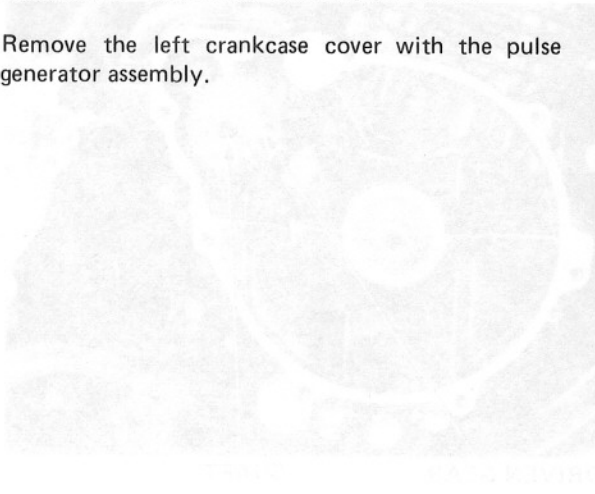 Remove the left crankcase cover with the pulse
generator assembly.